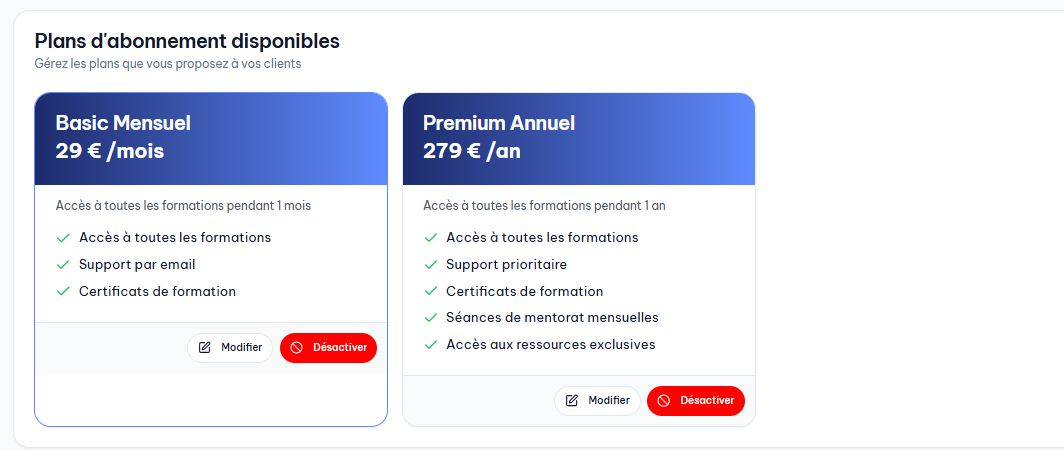 Plans d'abonnement disponibles
Gérez les plans que vous proposez à vos clients
Basic Mensuel
29 € /mois
Accès à toutes les formations pendant 1 mois
Accès à toutes les formations
Support par email
Certificats de formation
Modifier
Désactiver
Premium Annuel
279 € /an
Accès à toutes les formations pendant 1 an
Accès à toutes les formations
Support prioritaire
Certificats de formation
Séances de mentorat mensuelles
Accès aux ressources exclusives
Modifier
Désactiver